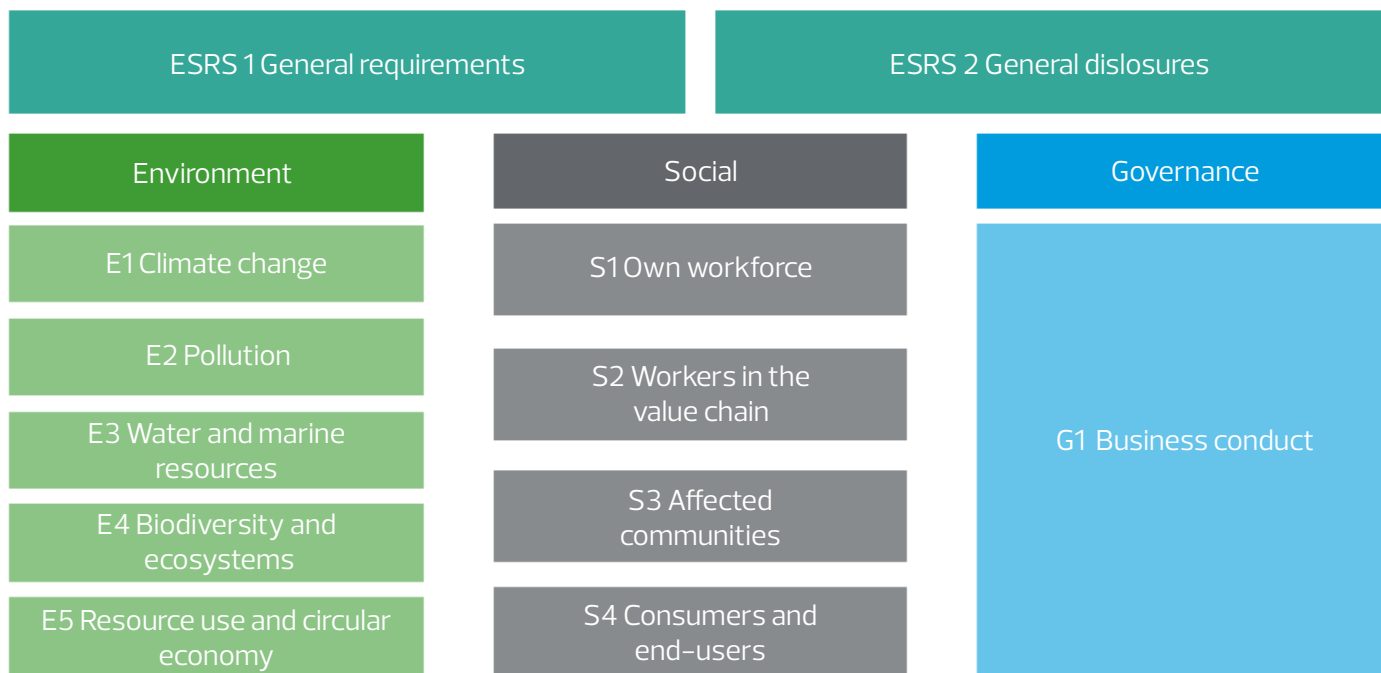 ESRS 1 General requirements
ESRS 2 General dislosures
Environment
E1 Climate change
E2 Pollution
E3 Water and marine
resources
E4 Biodiversity and
ecosystems
E5 Resource use and circular
economy
Social
S1 Own workforce
S2 Workers in the
value chain
S3 Affected
communities
S4 Consumers and
end-users
Governance
G1 Business conduct